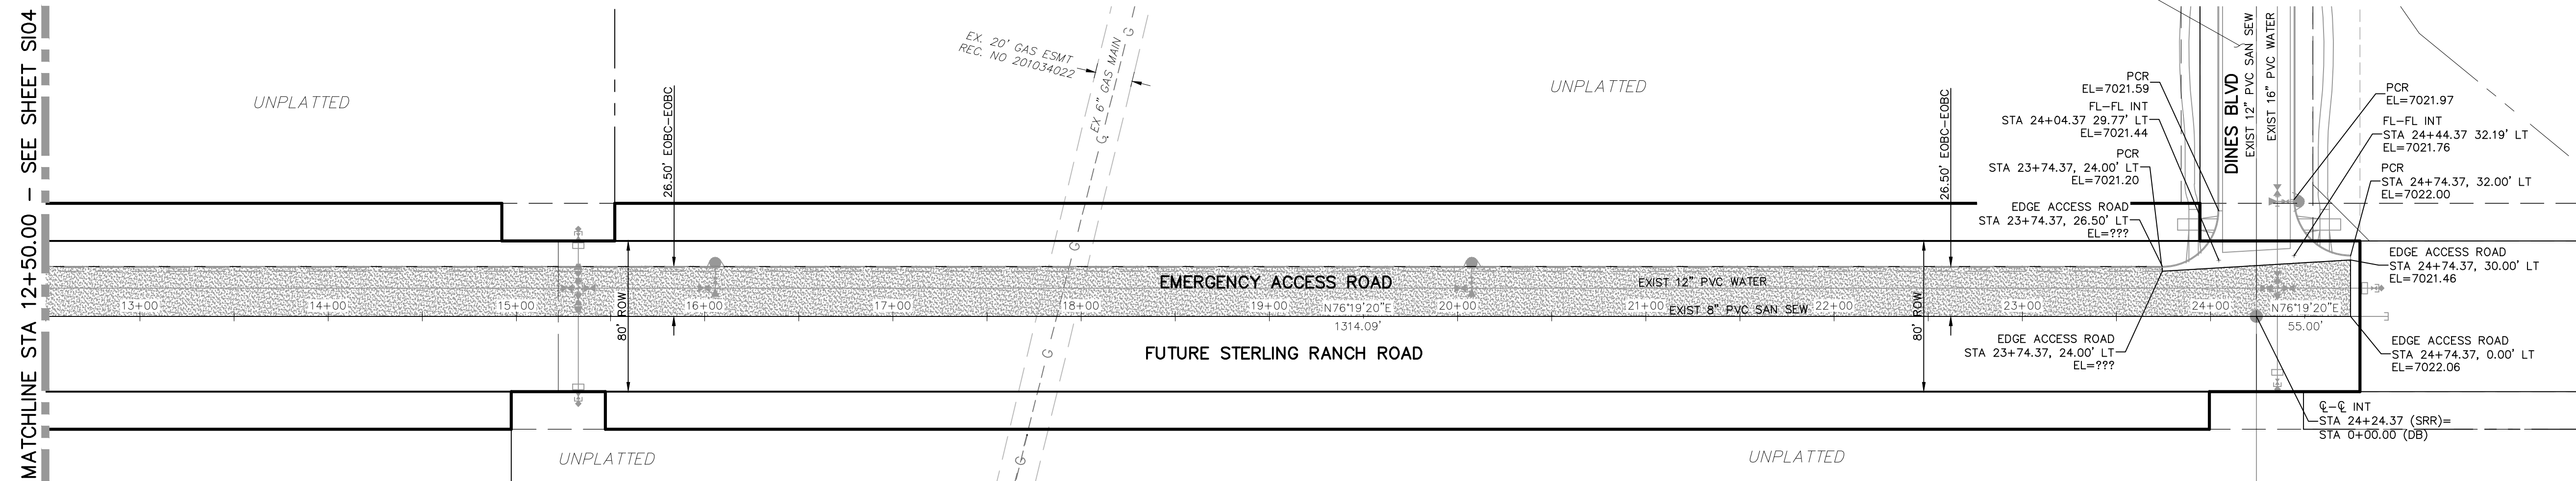 MATCHLINE STA 12+50.00 - SEE SHEET SI04
UNPLATTED
26.50' EOBC-EOBC
EX. 20' GAS ESMT
REC. NO 201034022
G
EX 6" GAS MAIN
G
G
G
G
UNPLATTED
26.50' EOBC-EOBC
PCR
EL=7021.59
FL-FL INT
STA 24+04.37 29.77' LT
EL=7021.44
PCR
STA 23+74.37, 24.00' LT
EL=7021.20
EDGE ACCESS ROAD
STA 23+74.37, 26.50' LT
EL=???
DINES BLVD
EXIST 12" PVC SAN SEW
EXIST 16" PVC WATER
PCR
EL=7021.97
FL-FL INT
STA 24+44.37 32.19' LT
EL=7021.76
PCR
STA 24+74.37, 32.00' LT
EL=7022.00
EDGE ACCESS ROAD
STA 24+74.37, 30.00' LT
EL=7021.46
EMERGENCY ACCESS ROAD
EXIST 12" PVC WATER
13+00
14+00
15+00
16+00
17+00
18+00
19+00
N76°19'20"E
20+00
21+00
EXIST 8" PVC SAN SEW
22+00
23+00
24+00
N76°19'20"E
1314.09'
55.00'
80' ROW
80' ROW
FUTURE STERLING RANCH ROAD
EDGE ACCESS ROAD
STA 23+74.37, 24.00' LT
EL=???
EDGE ACCESS ROAD
STA 24+74.37, 0.00' LT
EL=7022.06
℄-℄ INT
STA 24+24.37 (SRR)=
STA 0+00.00 (DB)
UNPLATTED
UNPLATTED